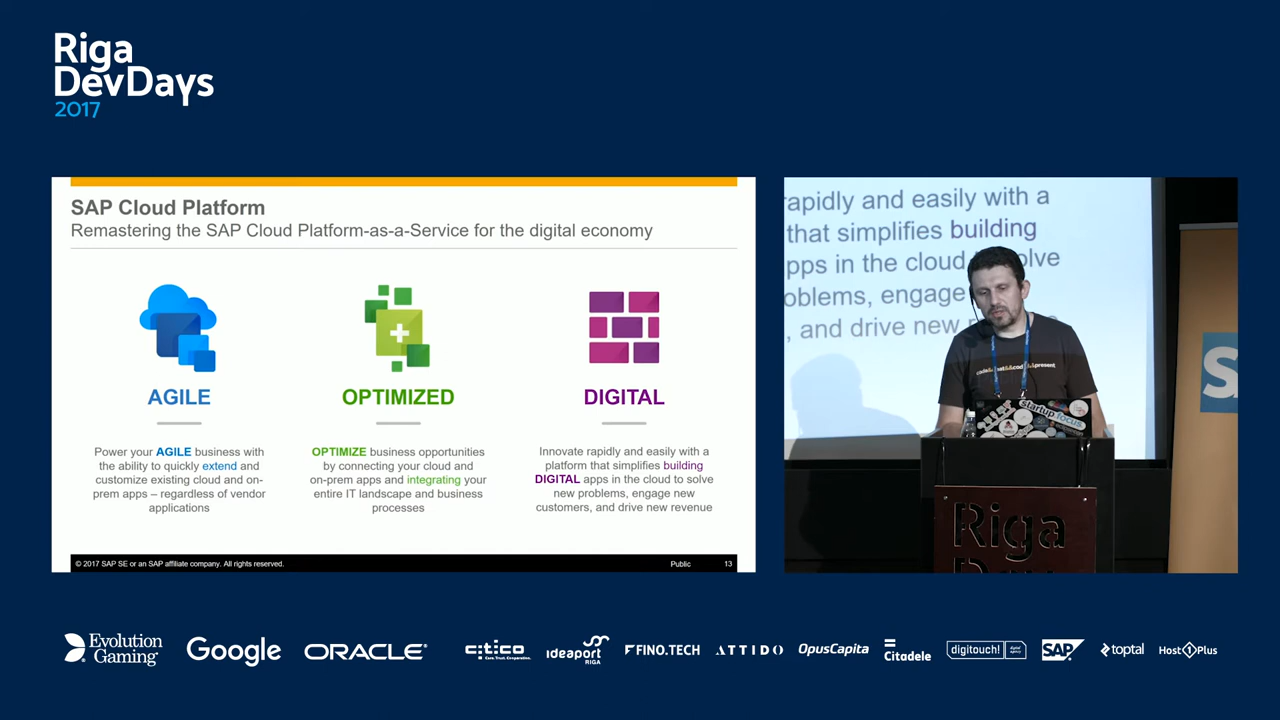 Riga
DevDays
2017
SAP Cloud Platform
Remastering the SAP Cloud Platform-as-a-Service for the digital economy
AGILE
Power your AGILE business with
the ability to quickly extend and
customize existing cloud and on-
prem apps – regardless of vendor
applications
OPTIMIZED
OPTIMIZE business opportunities
by connecting your cloud and
on-prem apps and integrating your
entire IT landscape and business
processes
DIGITAL
Innovate rapidly and easily with a
platform that simplifies building
DIGITAL apps in the cloud to solve
new problems, engage new
customers, and drive new revenue
© 2017 SAP SE or an SAP affiliate company. All rights reserved.
Public
13
rapidly and easily with a
that simplifies building
pps in the cloud
olve
oblems, engage
, and drive new
startup focus
Riga
Evolution
Gaming
Google
ORACLE
citico
ideaport
RIGA
FINO.TECH
ATTIDO
OpusCapita
Citadele
digitouch!
SAP
toptal
Host1Plus